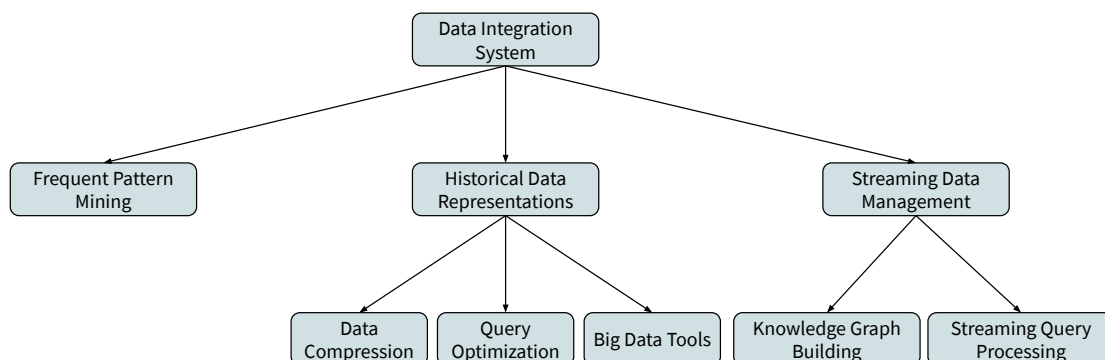 Data Integration
System
Frequent Pattern
Mining
Historical Data
Representations
Streaming Data
Management
Data
Compression
Query
Optimization
Big Data Tools
Knowledge Graph
Building
Streaming Query
Processing